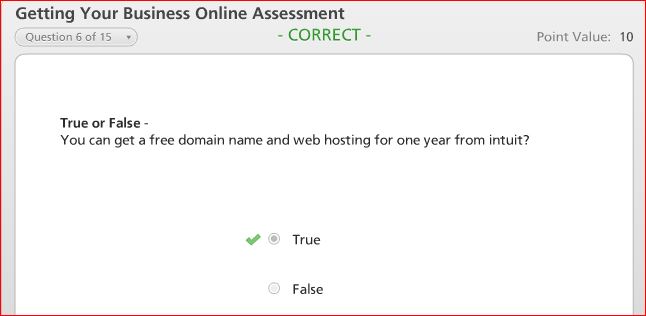 Getting Your Business Online Assessment
Question 6 of 15
- CORRECT -
Point Value: 10
True or False -
You can get a free domain name and web hosting for one year from intuit?
True
False